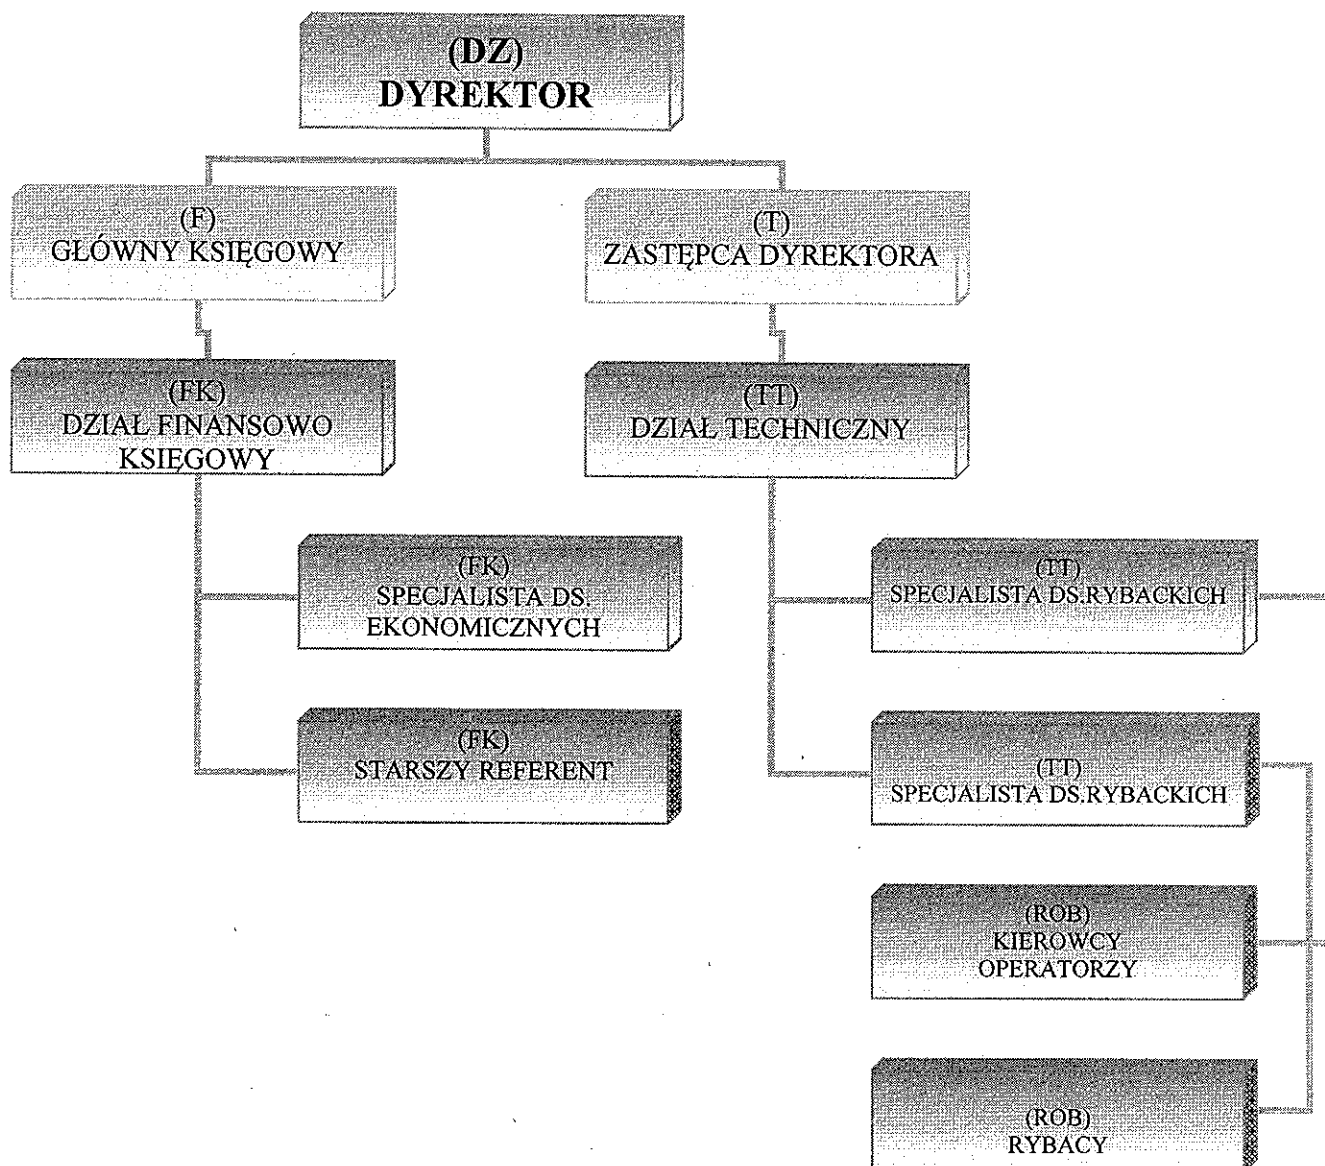 (DZ)
DYREKTOR
(F)
GŁÓWNY KSIĘGOWY
(T)
ZASTĘPCA DYREKTORA
(FK)
DZIAŁ FINANSOWO
KSIĘGOWY
(TT)
DZIAŁ TECHNICZNY
(FK)
SPECJALISTA DS.
EKONOMICZNYCH
(TT)
SPECJALISTA DS.RYBACKICH
(FK)
STARSZY REFERENT
(TT)
SPECJALISTA DS.RYBACKICH
(ROB)
KIEROWCY
OPERATORZY
(ROB)
RYBACY